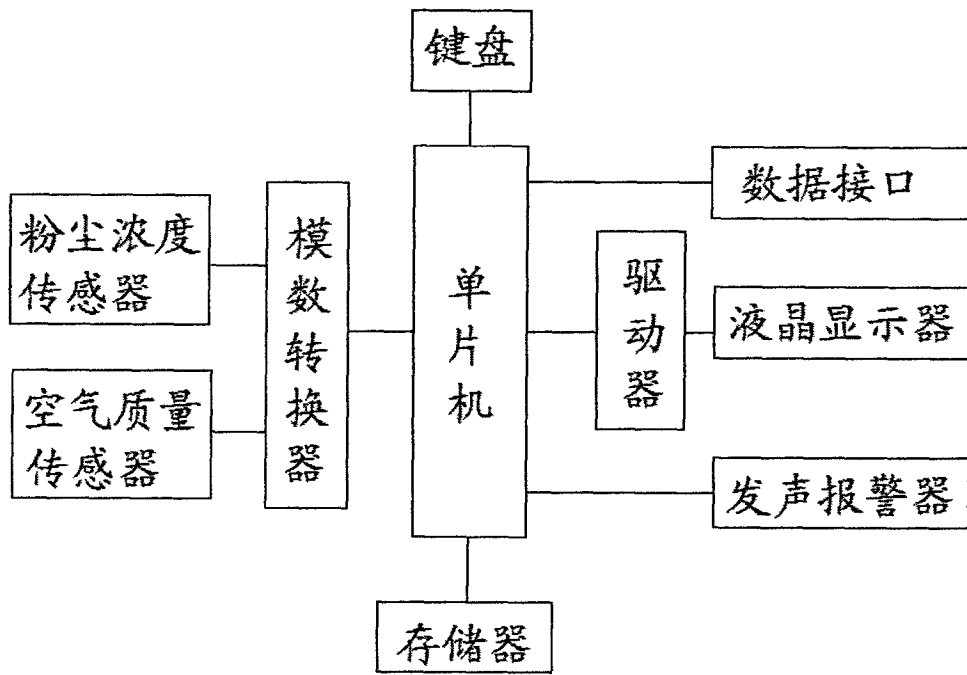 键盘
数据接口
粉尘浓度
传感器
模数转换器
单片机
驱动器
液晶显示器
空气质量
传感器
发声报警器
存储器